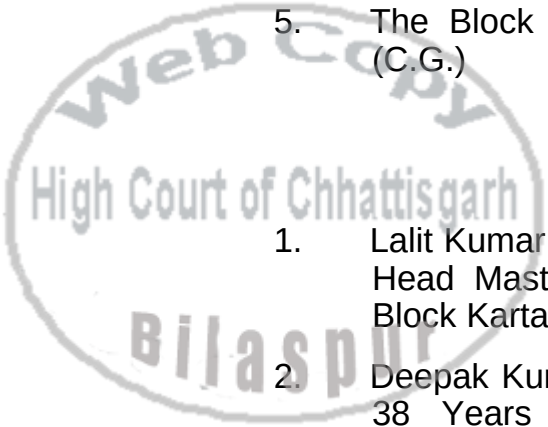 5. The Block
(C.G.)
Web Copy
High Court of Chhattisgarh
Bilaspur
1. Lalit Kumar
Head Mast
Block Karta
2. Deepak Kur
38 Years